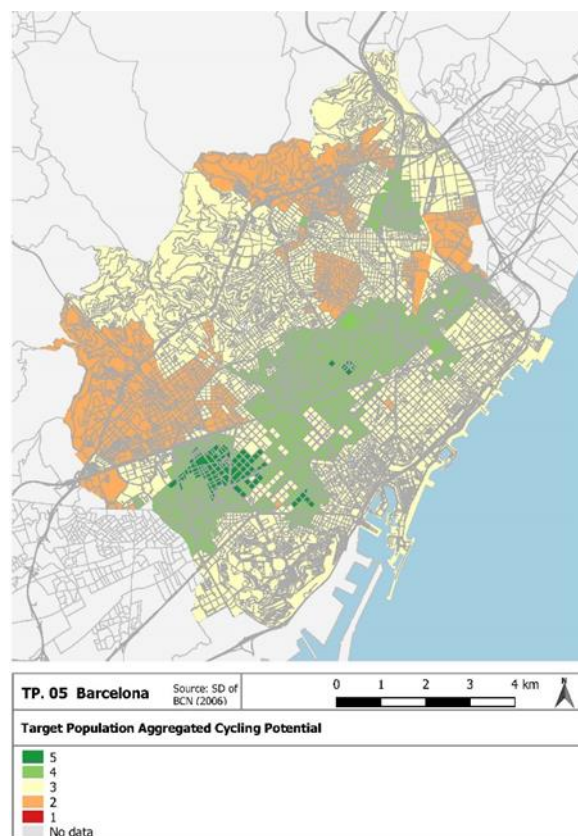 TP. 05 Barcelona
Source: SD of
BCN (2006)
0 1 2 3 4 km
N
Target Population Aggregated Cycling Potential
5
4
3
2
1
No data